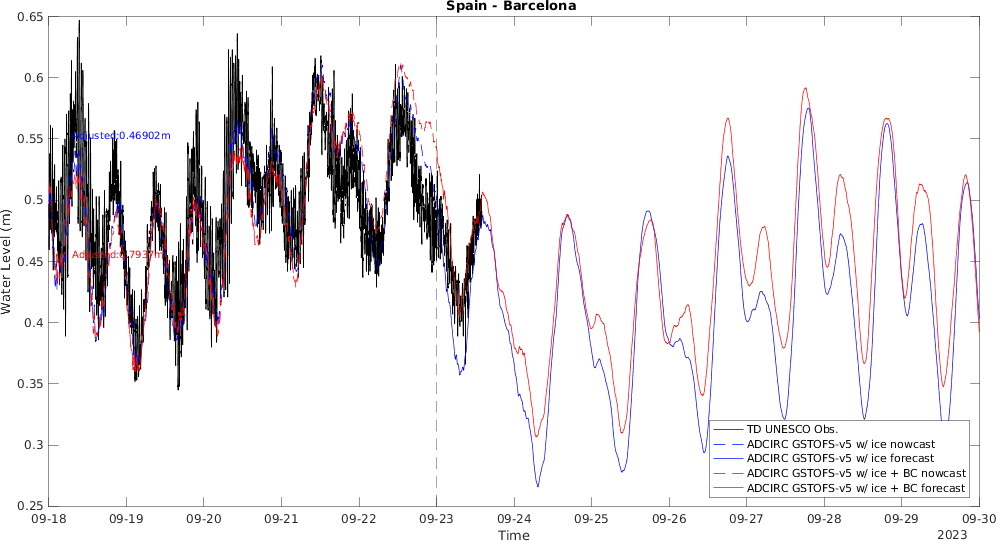 Spain - Barcelona
Water Level (m)
0.65
0.6
0.55
0.5
0.45
0.4
0.35
0.3
0.25
Adjusted:0.46902m
Adjusted:0.7937m
TD UNESCO Obs.
ADCIRC GSTOFS-v5 w/ ice nowcast
ADCIRC GSTOFS-v5 w/ ice forecast
ADCIRC GSTOFS-v5 w/ ice + BC nowcast
ADCIRC GSTOFS-v5 w/ ice + BC forecast
09-18 09-19 09-20 09-21 09-22 09-23 09-24 09-25 09-26 09-27 09-28 09-29 09-30
Time
2023